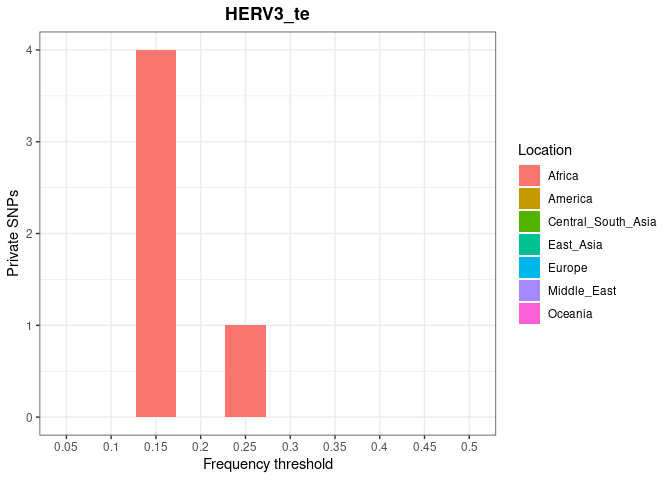 HERV3_te
4
3
2
1
0
Private SNPs
0.05 0.1 0.15 0.2 0.25 0.3 0.35 0.4 0.45 0.5
Frequency threshold
Location
Africa
America
Central_South_Asia
East_Asia
Europe
Middle_East
Oceania